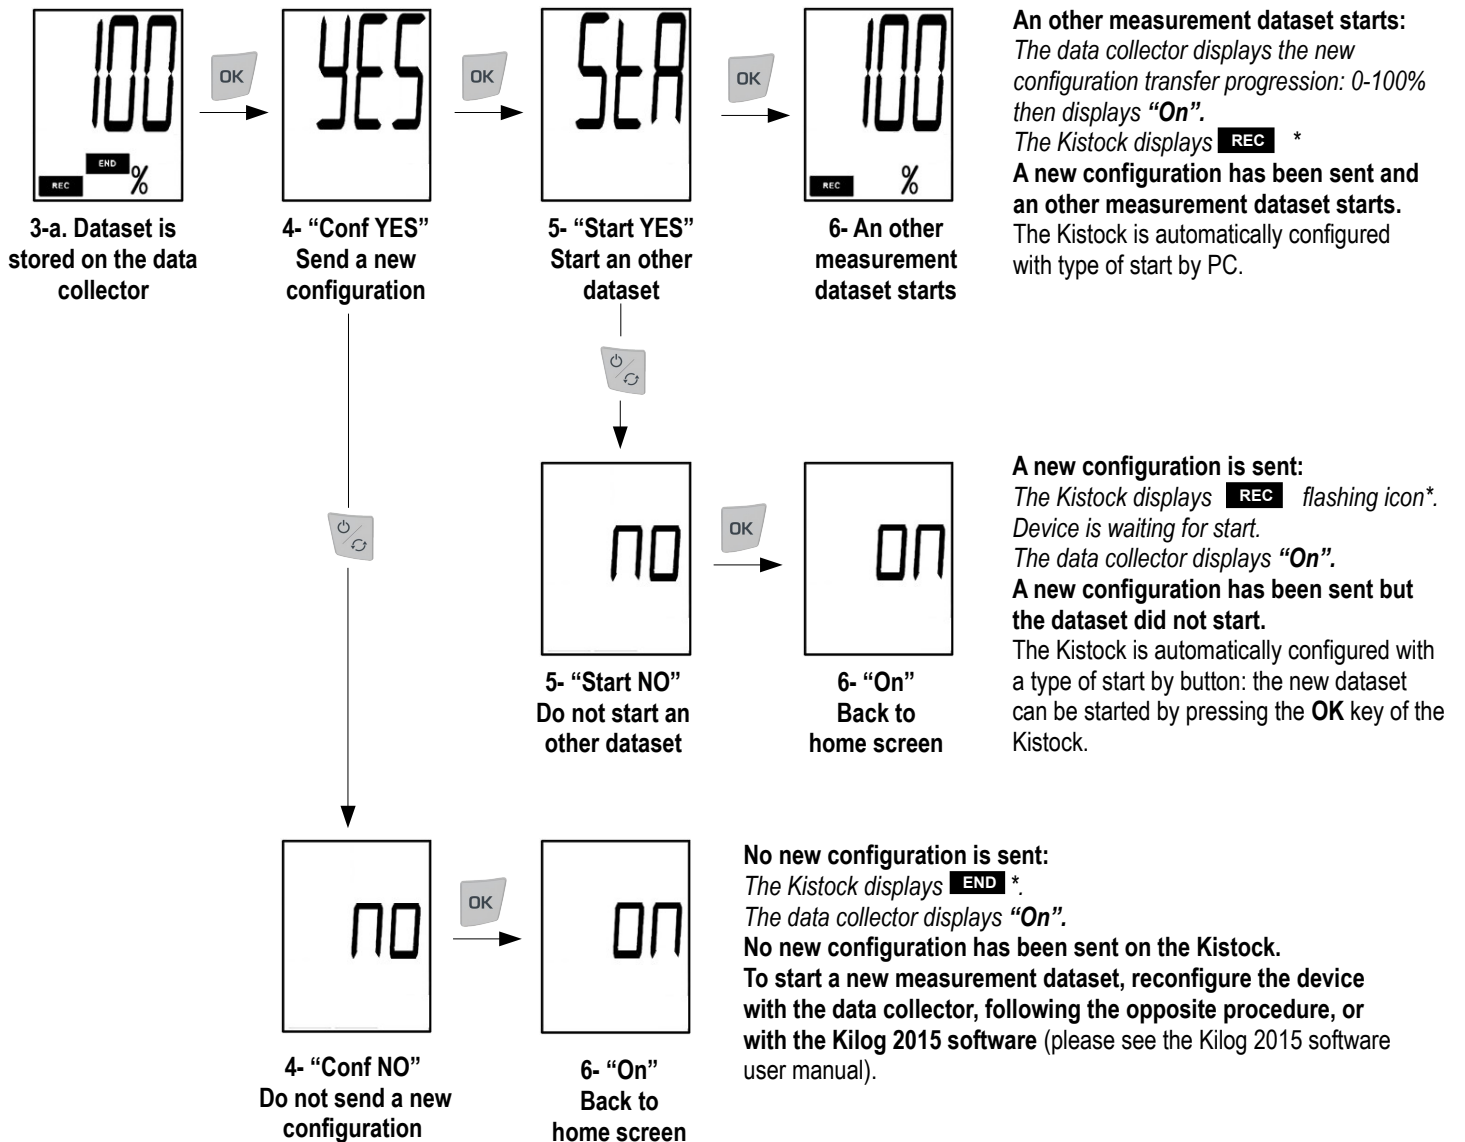 100
END
REC
%
3-a. Dataset is
stored on the data
collector
OK
YES
4- “Conf YES”
Send a new
configuration
OK
StA
5- “Start YES”
Start an other
dataset
OK
100
REC
%
6- An other
measurement
dataset starts
An other measurement dataset starts:
The data collector displays the new
configuration transfer progression: 0-100%
then displays “On”.
The Kistock displays REC *
A new configuration has been sent and
an other measurement dataset starts.
The Kistock is automatically configured
with type of start by PC.
no
5- “Start NO”
Do not start an
other dataset
OK
on
6- “On”
Back to
home screen
A new configuration is sent:
The Kistock displays REC flashing icon*.
Device is waiting for start.
The data collector displays “On”.
A new configuration has been sent but
the dataset did not start.
The Kistock is automatically configured with
a type of start by button: the new dataset
can be started by pressing the OK key of the
Kistock.
no
4- “Conf NO”
Do not send a new
configuration
OK
on
6- “On”
Back to
home screen
No new configuration is sent:
The Kistock displays END *.
The data collector displays “On”.
No new configuration has been sent on the Kistock.
To start a new measurement dataset, reconfigure the device
with the data collector, following the opposite procedure, or
with the Kilog 2015 software (please see the Kilog 2015 software
user manual).